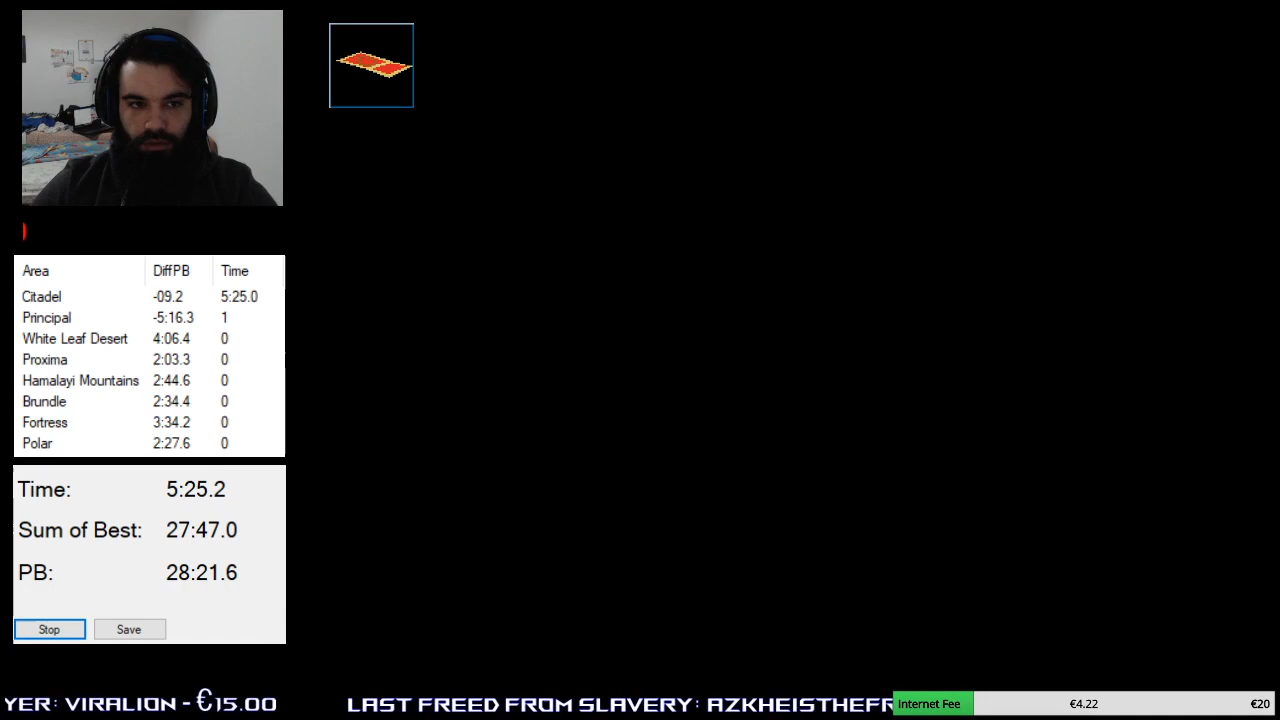 Area DiffPB Time
Citadel -09.2 5:25.0
Principal -5:16.3 1
White Leaf Desert 4:06.4 0
Proxima 2:03.3 0
Hamalayi Mountains 2:44.6 0
Brundle 2:34.4 0
Fortress 3:34.2 0
Polar 2:27.6 0
Time: 5:25.2
Sum of Best: 27:47.0
PB: 28:21.6
Stop Save
YER: VIRALION - €15.00 LAST FREED FROM SLAVERY: AZKHEISTHEFR
Internet Fee €4.22 €20